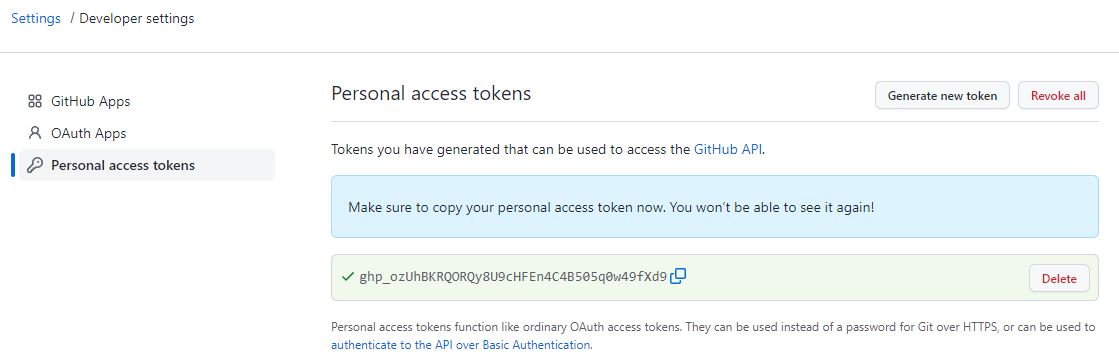 Settings / Developer settings
GitHub Apps
OAuth Apps
Personal access tokens
Personal access tokens
Generate new token
Revoke all
Tokens you have generated that can be used to access the GitHub API.
Make sure to copy your personal access token now. You won't be able to see it again!
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
Delete
Personal access tokens function like ordinary OAuth access tokens. They can be used instead of a password for Git over HTTPS, or can be used to
authenticate to the API over Basic Authentication.